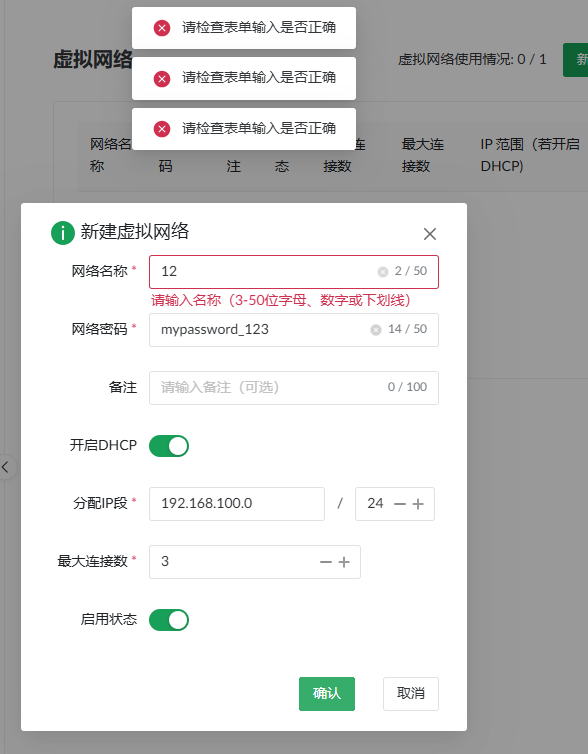 请检查表单输入是否正确
虚拟网络
虚拟网络使用情况: 0 / 1
新
请检查表单输入是否正确
请检查表单输入是否正确
网络名
称
码
注
态
连
接数
最大连
接数
IP 范围（若开启
DHCP)
新建虚拟网络
网络名称 *
12
2 / 50
请输入名称（3-50位字母、数字或下划线）
网络密码 *
mypassword_123
14 / 50
备注
请输入备注（可选）
0 / 100
开启DHCP
分配IP段 *
192.168.100.0
/
24
最大连接数 *
3
启用状态
确认
取消